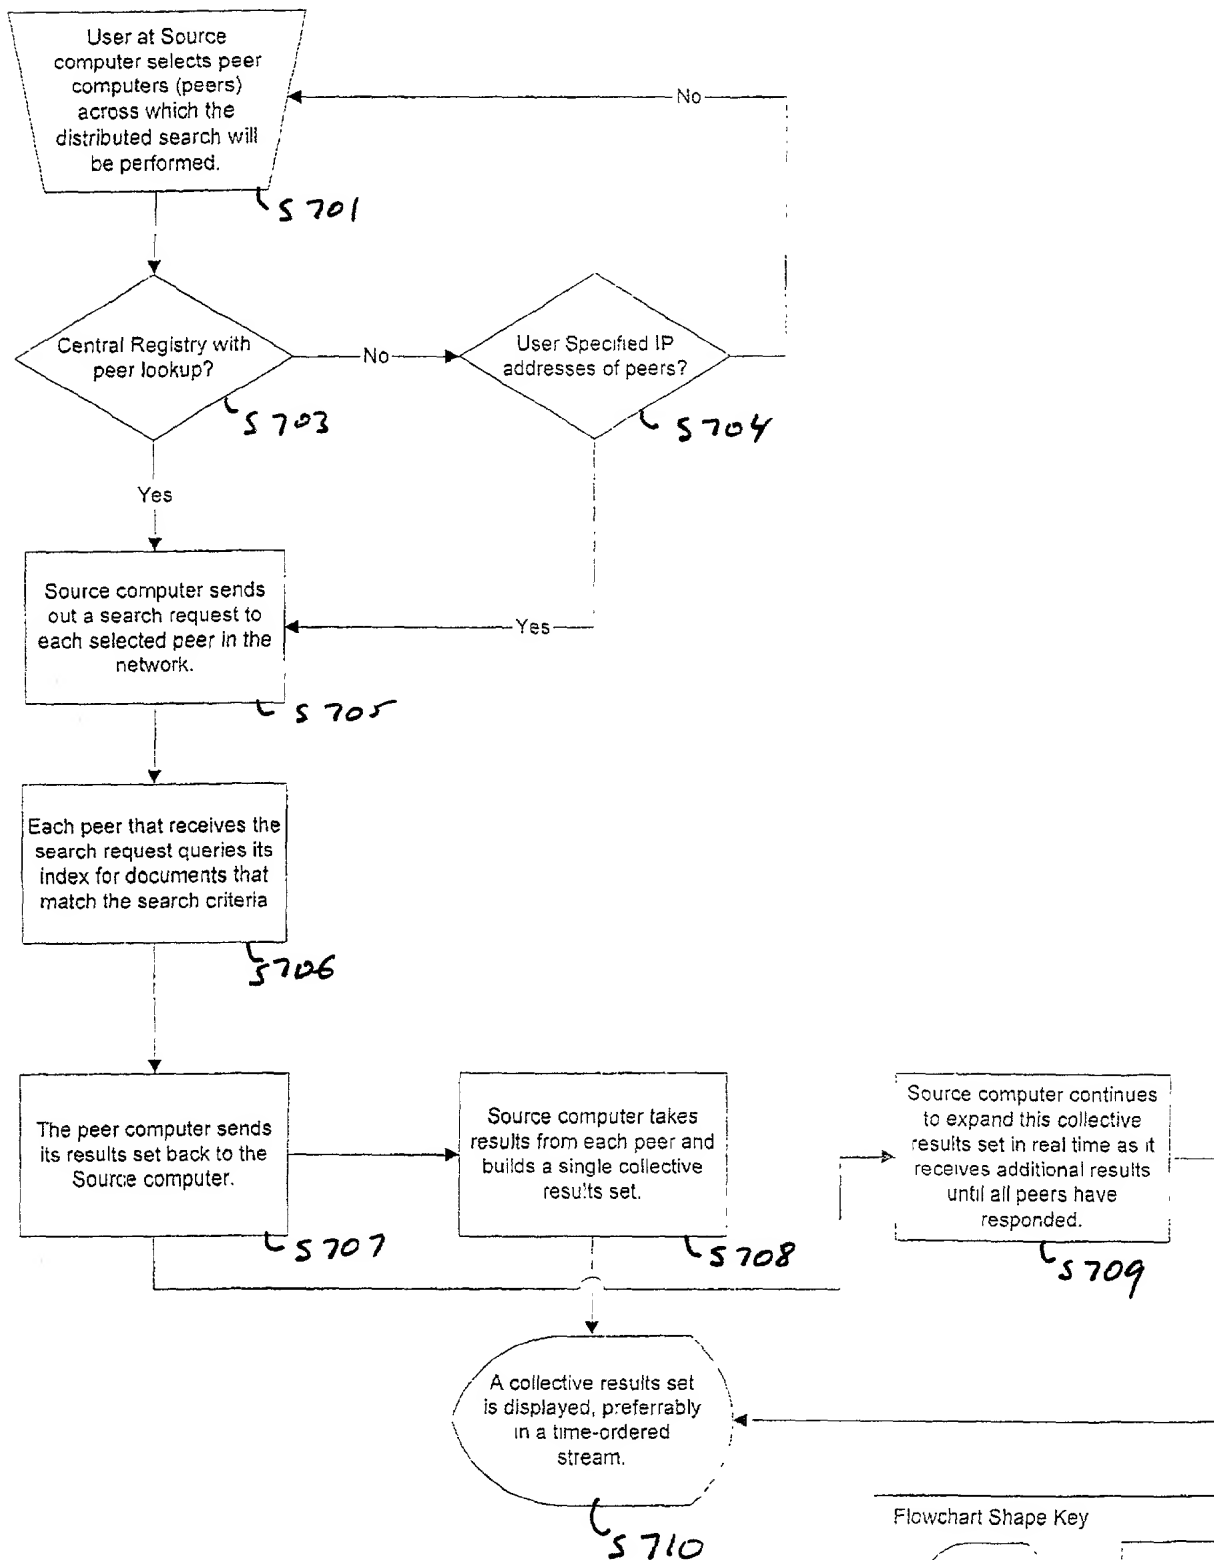 User at Source
computer selects peer
computers (peers)
across which the
distributed search will
be performed.
S701
No
Central Registry with
peer lookup?
S703
No
User Specified IP
addresses of peers?
S704
Yes
Yes
Source computer sends
out a search request to
each selected peer in the
network.
S705
Each peer that receives the
search request queries its
index for documents that
match the search criteria
S706
The peer computer sends
its results set back to the
Source computer.
S707
Source computer takes
results from each peer and
builds a single collective
results set.
S708
Source computer continues
to expand this collective
results set in real time as it
receives additional results
until all peers have
responded.
S709
A collective results set
is displayed, preferrably
in a time-ordered
stream.
S710
Flowchart Shape Key